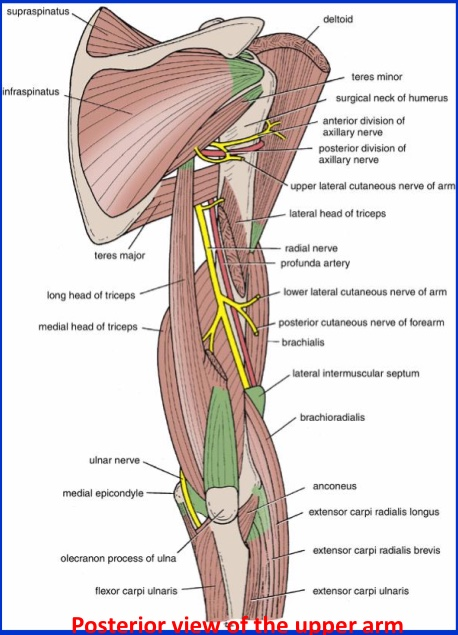 supraspinatus
deltoid
infraspinatus
teres minor
surgical neck of humerus
anterior division of
axillary nerve
posterior division of
axillary nerve
upper lateral cutaneous nerve of arm
lateral head of triceps
teres major
radial nerve
profunda artery
long head of triceps
lower lateral cutaneous nerve of arm
medial head of triceps
posterior cutaneous nerve of forearm
brachialis
lateral intermuscular septum
brachioradialis
ulnar nerve
medial epicondyle
anconeus
extensor carpi radialis longus
olecranon process of ulna
extensor carpi radialis brevis
flexor carpi ulnaris
extensor carpi ulnaris
Posterior view of the upper arm